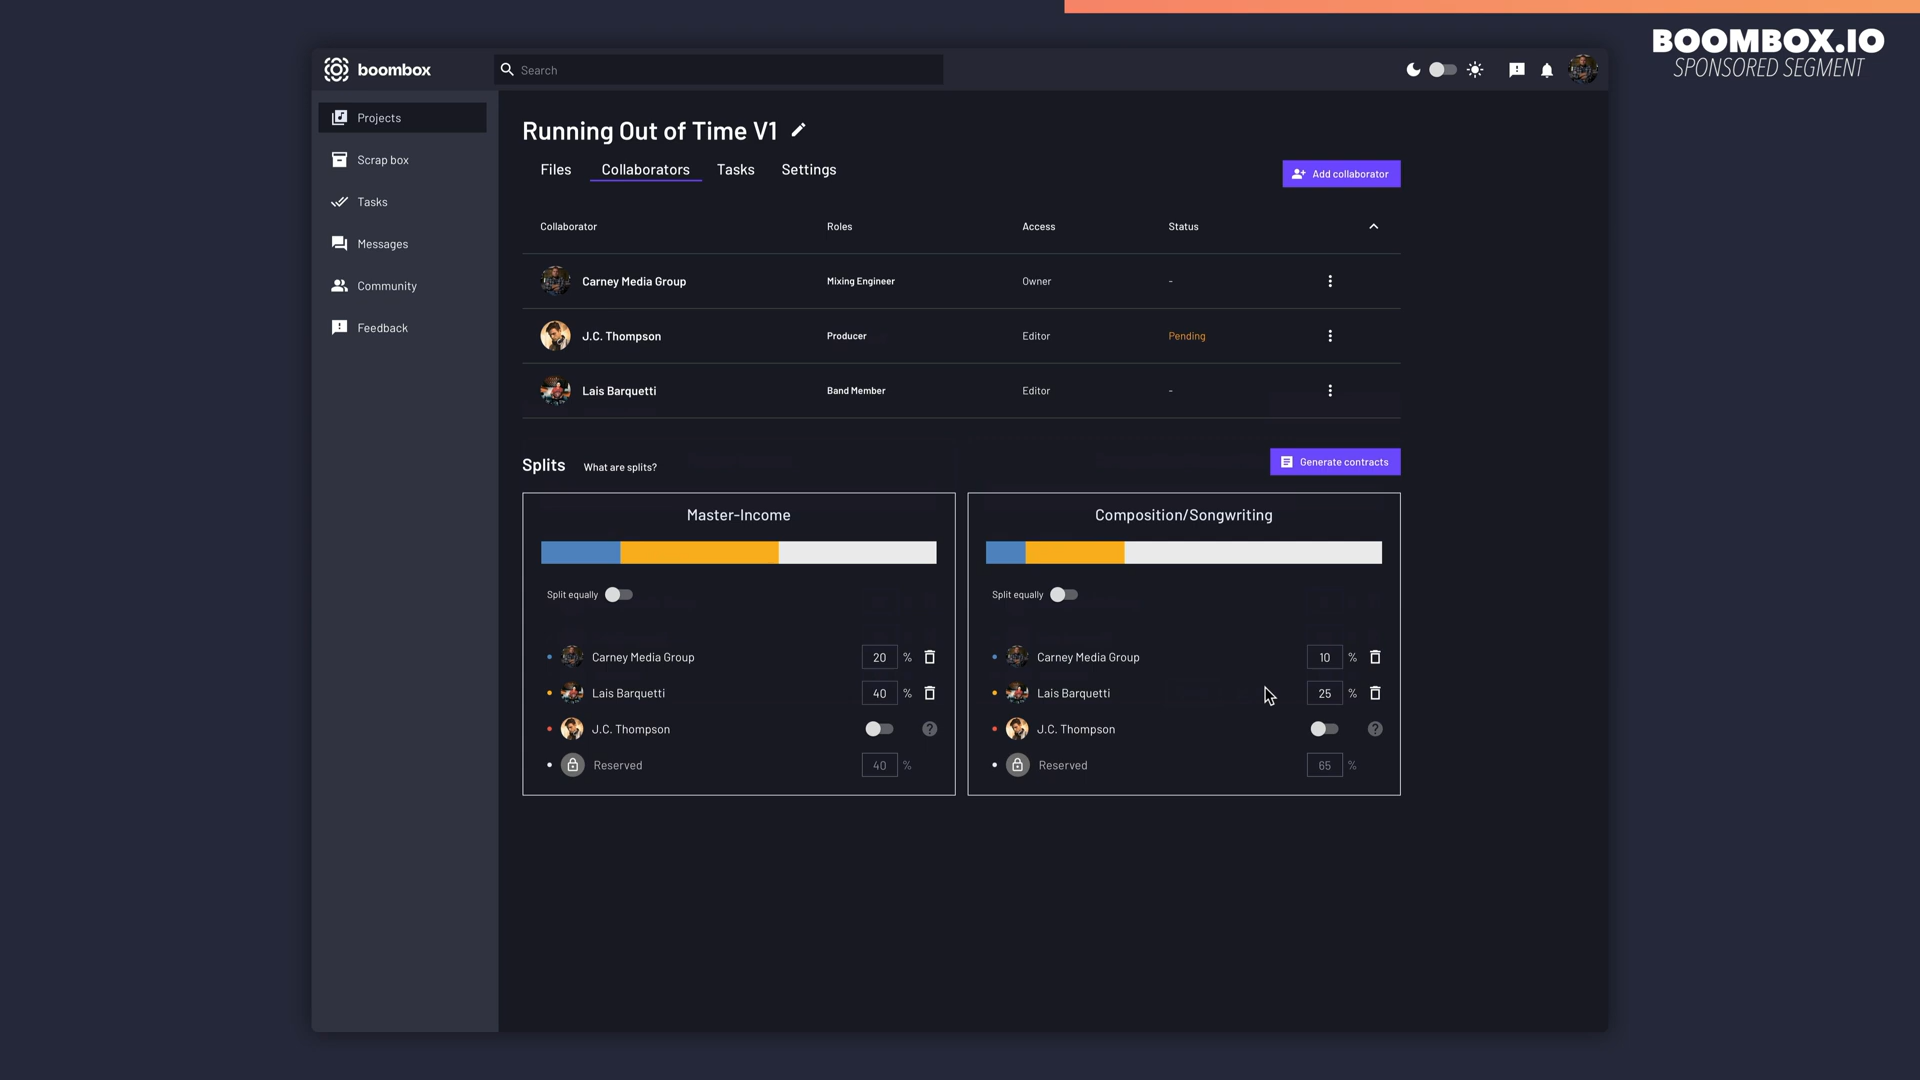 BOOMBOX.IO
SPONSORED SEGMENT
boombox
Search
Projects
Scrap box
Tasks
Messages
Community
Feedback
Running Out of Time V1
Files Collaborators Tasks Settings
Add collaborator
Collaborator Roles Access Status
Carney Media Group Mixing Engineer Owner -
J.C. Thompson Producer Editor Pending
Lais Barquetti Band Member Editor -
Splits What are splits?
Generate contracts
Master-Income
Split equally
Carney Media Group 20 %
Lais Barquetti 40 %
J.C. Thompson ?
Reserved 40 %
Composition/Songwriting
Split equally
Carney Media Group 10 %
Lais Barquetti 25 %
J.C. Thompson ?
Reserved 65 %